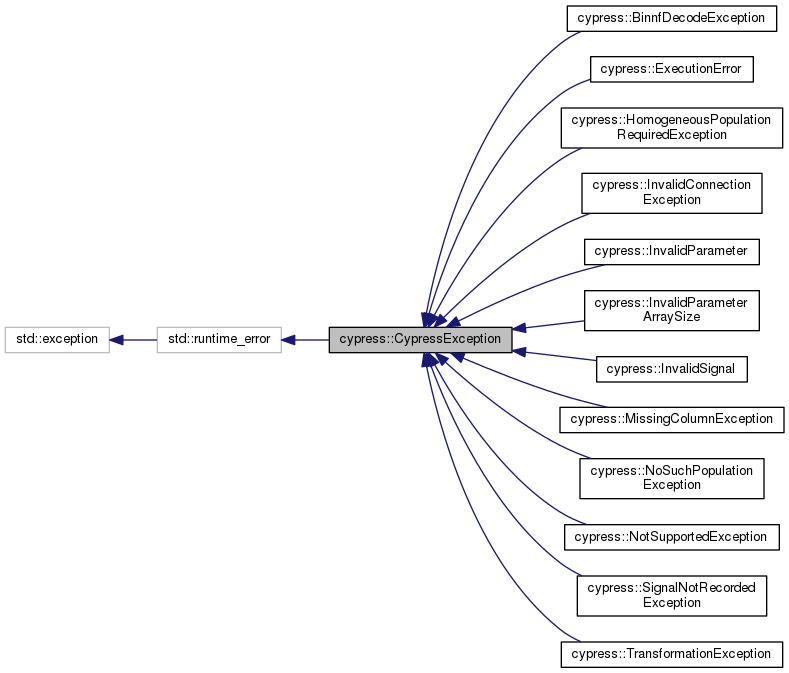 std::exception
std::runtime_error
cypress::CypressException
cypress::BinnfDecodeException
cypress::ExecutionError
cypress::HomogeneousPopulation
RequiredException
cypress::InvalidConnection
Exception
cypress::InvalidParameter
cypress::InvalidParameter
ArraySize
cypress::InvalidSignal
cypress::MissingColumnException
cypress::NoSuchPopulation
Exception
cypress::NotSupportedException
cypress::SignalNotRecorded
Exception
cypress::TransformationException